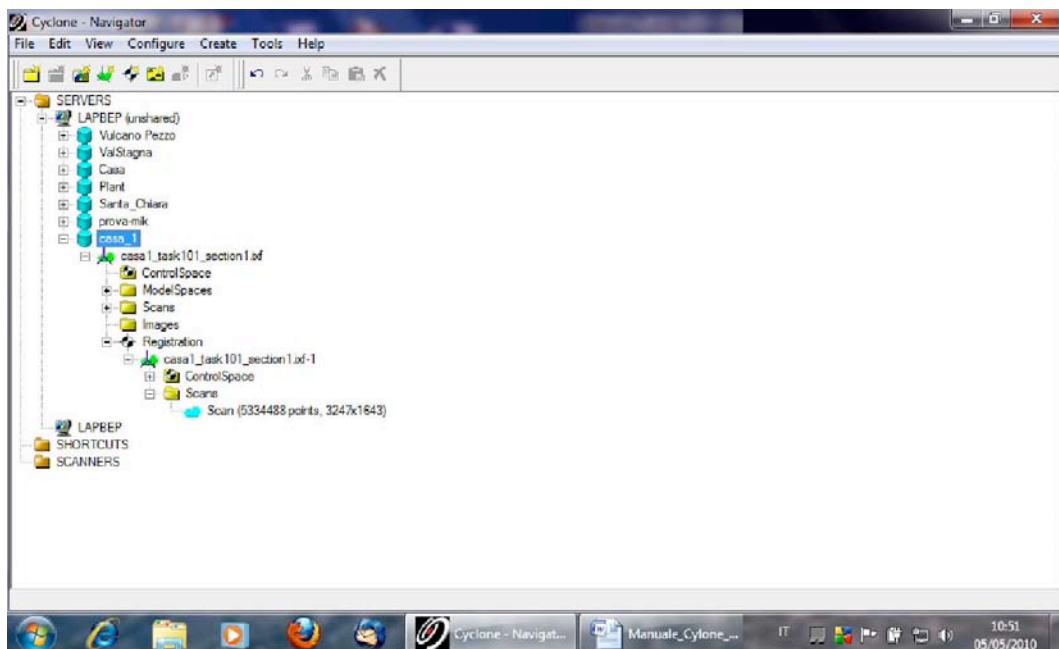 Cyclone - Navigator
File Edit View Configure Create Tools Help
SERVERS
LAPBEP (unshared)
Vulcano Pezzo
ValStagna
Casa
Plant
Santa_Chiara
prova-mik
casa_1
casa1_task101_section1.ixf
ControlSpace
ModelSpaces
Scans
Images
Registration
casa1_task101_section1.ixf-1
ControlSpace
Scans
Scan (5334488 points, 3247x1643)
LAPBEP
SHORTCUTS
SCANNERS
Cyclone - Navigat...
Manuale_Cylone_...
IT
10:51
05/05/2010